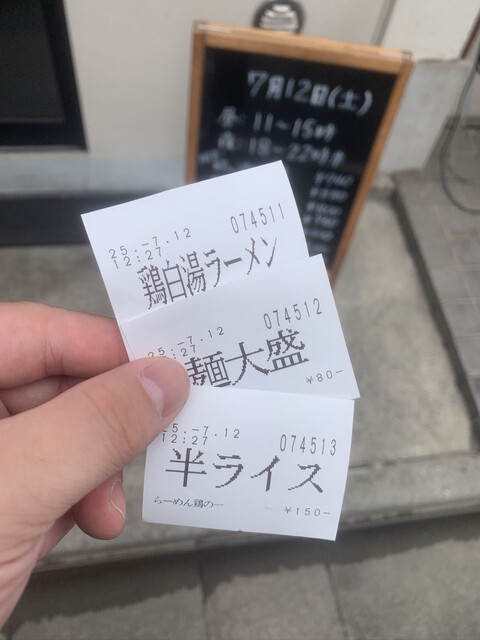 7月12日(土)
昼:11〜15時
夜:18〜22時半
25.-7.12
12:27
074511
鶏白湯ラーメン
25.-7.12
074512
麺大盛
¥80-
25.-7.12
12:27
074513
半ライス
らーめん鶏の一
¥150-